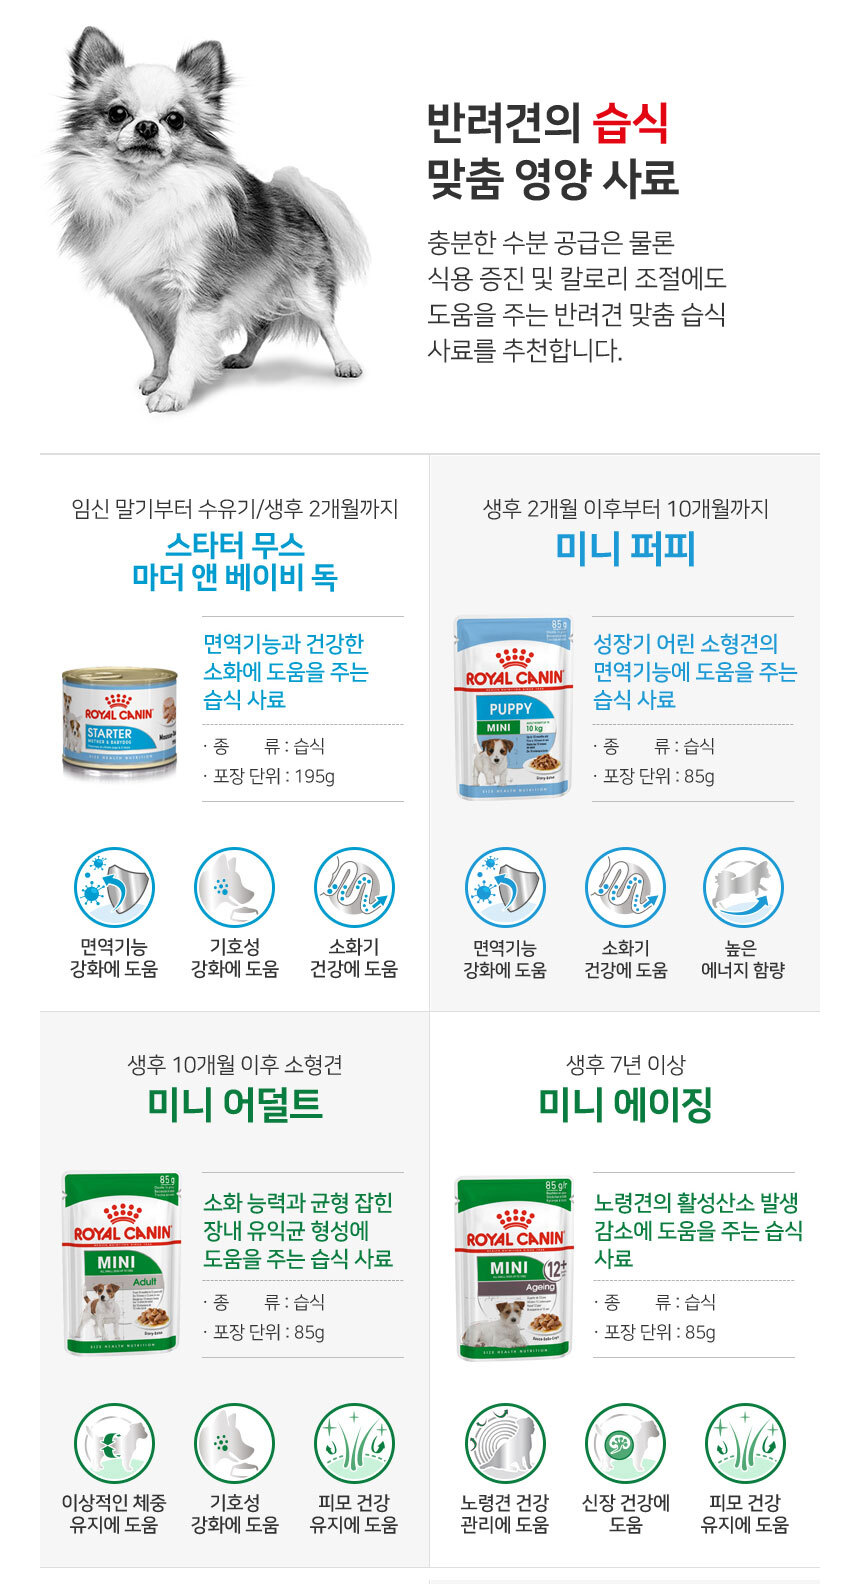 반려견의 습식
맞춤 영양 사료
충분한 수분 공급은 물론
식용 증진 및 칼로리 조절에도
도움을 주는 반려견 맞춤 습식
사료를 추천합니다.
임신 말기부터 수유기/생후 2개월까지
스타터 무스
마더 앤 베이비 독
ROYAL CANIN
STARTER
MOTHER & BABYDOG
SIZE HEALTH NUTRITION
면역기능과 건강한
소화에 도움을 주는
습식 사료
· 종 류 : 습식
· 포장 단위 : 195g
면역기능
강화에 도움
기호성
강화에 도움
소화기
건강에 도움
생후 2개월 이후부터 10개월까지
미니 퍼피
85g
ROYAL CANIN
PUPPY
MINI
10 kg
SIZE HEALTH NUTRITION
성장기 어린 소형견의
면역기능에 도움을 주는
습식 사료
· 종 류 : 습식
· 포장 단위 : 85g
면역기능
강화에 도움
소화기
건강에 도움
높은
에너지 함량
생후 10개월 이후 소형견
미니 어덜트
85g
ROYAL CANIN
MINI
Adult
SIZE HEALTH NUTRITION
소화 능력과 균형 잡힌
장내 유익균 형성에
도움을 주는 습식 사료
· 종 류 : 습식
· 포장 단위 : 85g
이상적인 체중
유지에 도움
기호성
강화에 도움
피모 건강
유지에 도움
생후 7년 이상
미니 에이징
85g
ROYAL CANIN
MINI
12+
Ageing
SIZE HEALTH NUTRITION
노령견의 활성산소 발생
감소에 도움을 주는 습식
사료
· 종 류 : 습식
· 포장 단위 : 85g
노령견 건강
관리에 도움
신장 건강에
도움
피모 건강
유지에 도움